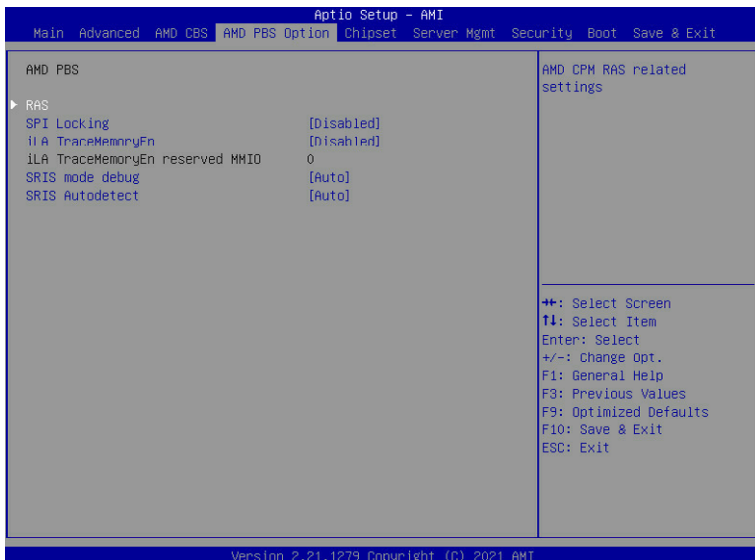 Aptio Setup - AMI
Main Advanced AMD CBS AMD PBS Option Chipset Server Mgmt Security Boot Save & Exit
AMD PBS
RAS
SPI Locking [Disabled]
iLA TraceMemoryEn [Disabled]
iLA TraceMemoryEn reserved MMIO 0
SRIS mode debug [Auto]
SRIS Autodetect [Auto]
AMD CPM RAS related
settings
→←: Select Screen
↑↓: Select Item
Enter: Select
+/-: Change Opt.
F1: General Help
F3: Previous Values
F9: Optimized Defaults
F10: Save & Exit
ESC: Exit
Version 2.21.1279 Copyright (C) 2021 AMI